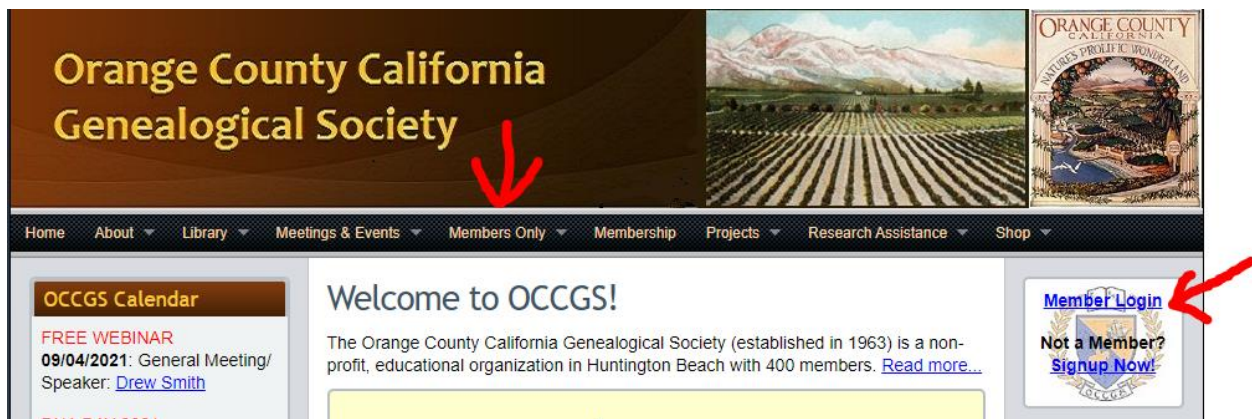 Orange County California
Genealogical Society
ORANGE COUNTY
CALIFORNIA
NATURE'S PROLIFIC WONDERLAND
Home About Library Meetings & Events Members Only Membership Projects Research Assistance Shop
OCCGS Calendar
FREE WEBINAR
09/04/2021: General Meeting/
Speaker: Drew Smith
Welcome to OCCGS!
The Orange County California Genealogical Society (established in 1963) is a non-
profit, educational organization in Huntington Beach with 400 members. Read more...
Member Login
Not a Member?
Signup Now!